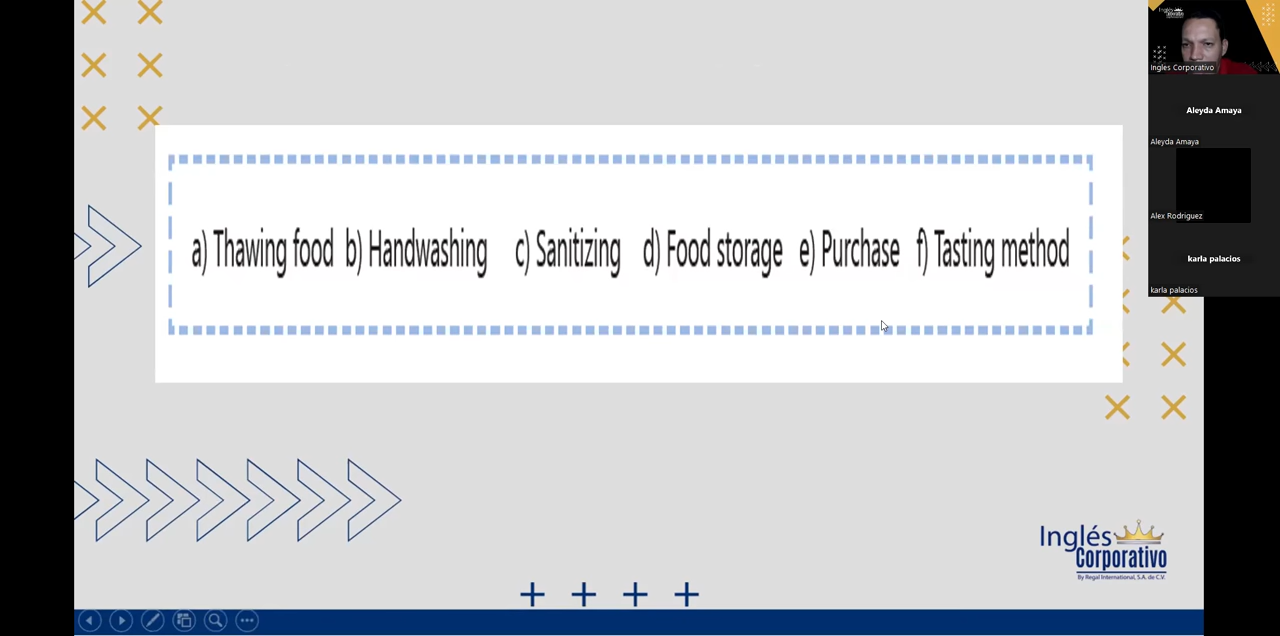 Ingles Corporativo
Aleyda Amaya
Aleyda Amaya
Alex Rodriguez
karla palacios
karla palacios
a) Thawing food b) Handwashing c) Sanitizing d) Food storage e) Purchase f) Tasting method
Inglés
Corporativo
By Regal International, S.A. de C.V.